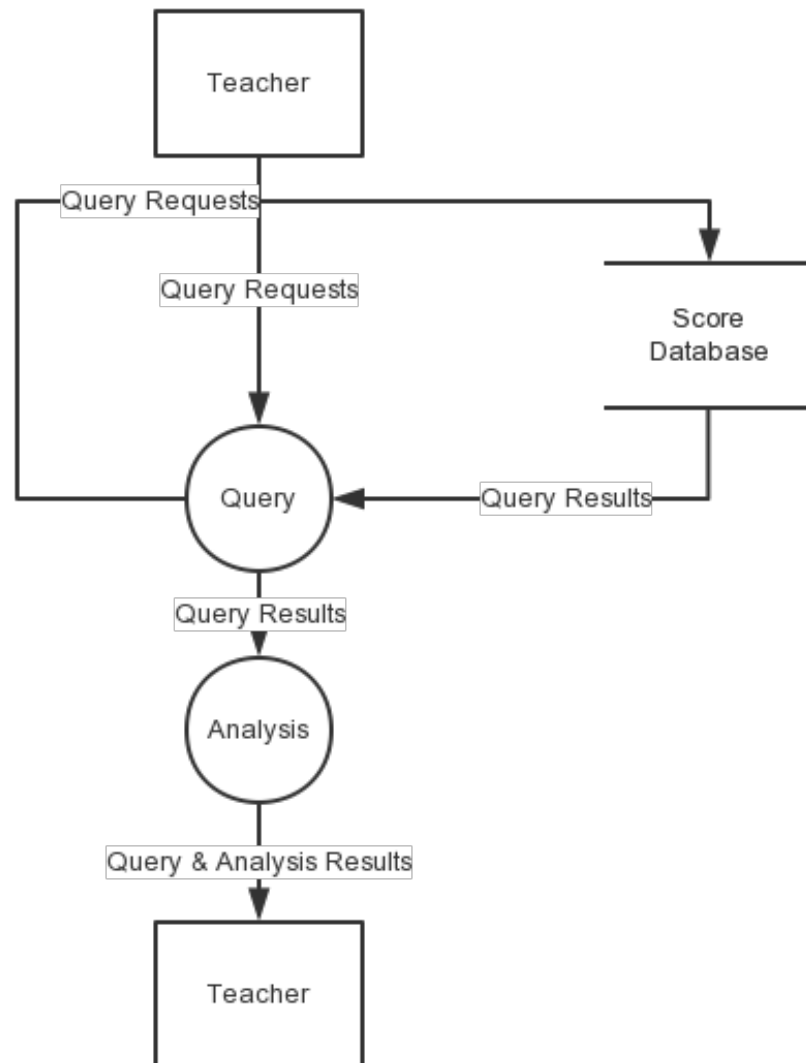 Teacher
Query Requests
Query Requests
Score
Database
Query
Query Results
Query Results
Analysis
Query & Analysis Results
Teacher